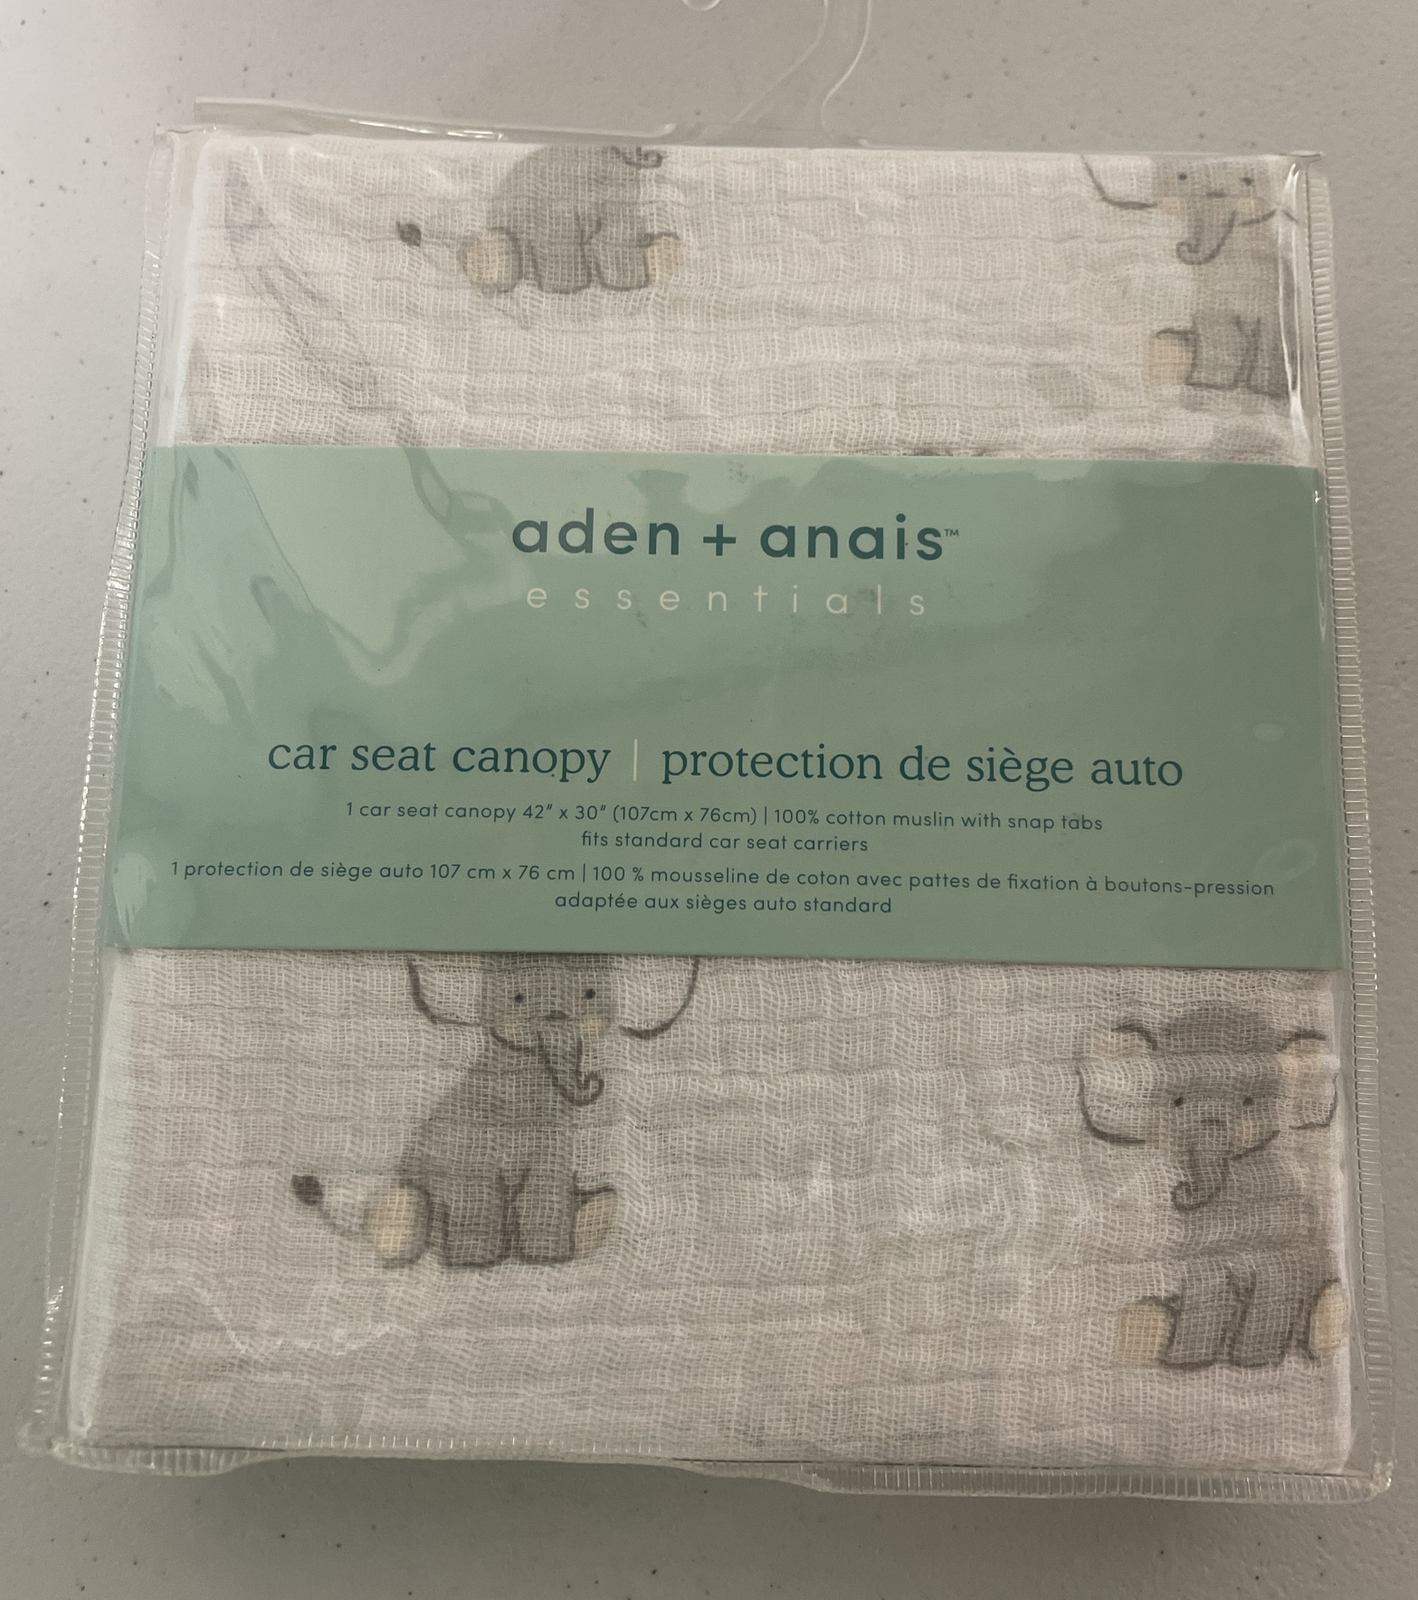 aden + anais™
essentials
car seat canopy | protection de siège auto
1 car seat canopy 42" x 30" (107cm x 76cm) | 100% cotton muslin with snap tabs
fits standard car seat carriers
1 protection de siège auto 107 cm x 76 cm | 100 % mousseline de coton avec pattes de fixation à boutons-pression
adaptée aux sièges auto standard